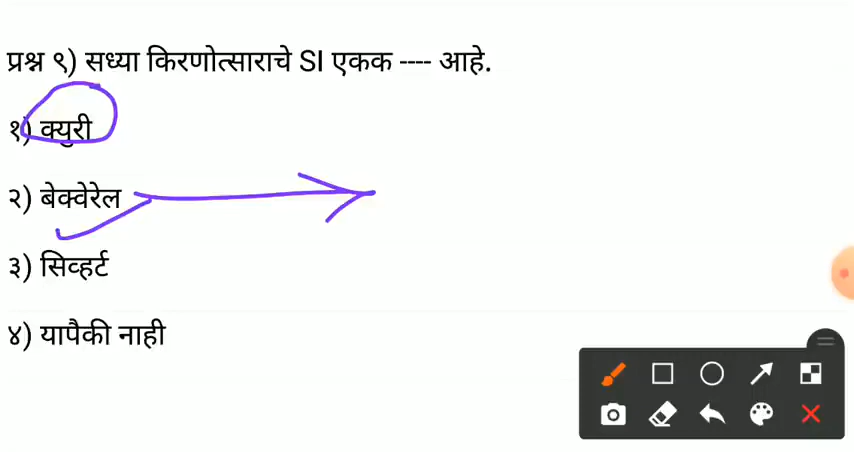 प्रश्न ९) सध्या किरणोत्साराचे SI एकक ---- आहे.
१) क्युरी
२) बेक्वेरेल
३) सिव्हर्ट
४) यापैकी नाही